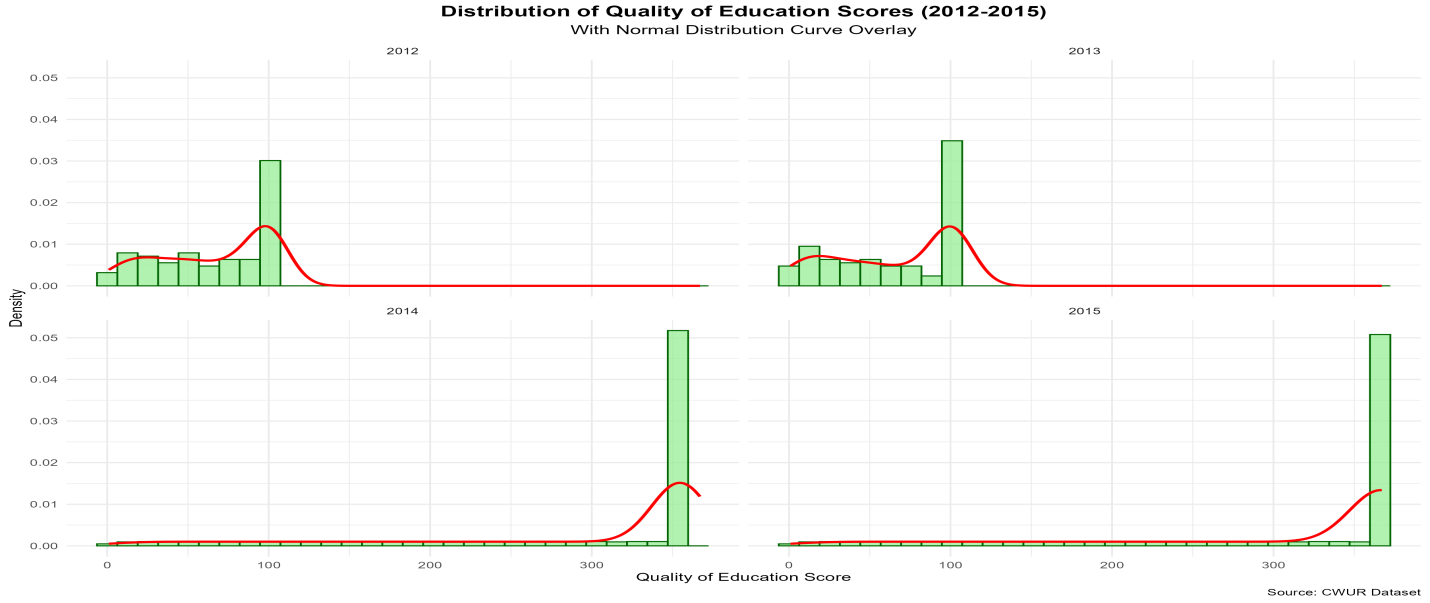 Distribution of Quality of Education Scores (2012-2015)
With Normal Distribution Curve Overlay
2012
2013
0.05
0.04
0.03
0.02
0.01
0.00
Density
2014
2015
0.05
0.04
0.03
0.02
0.01
0.00
0 100 200 300
0 100 200 300
Quality of Education Score
Source: CWUR Dataset